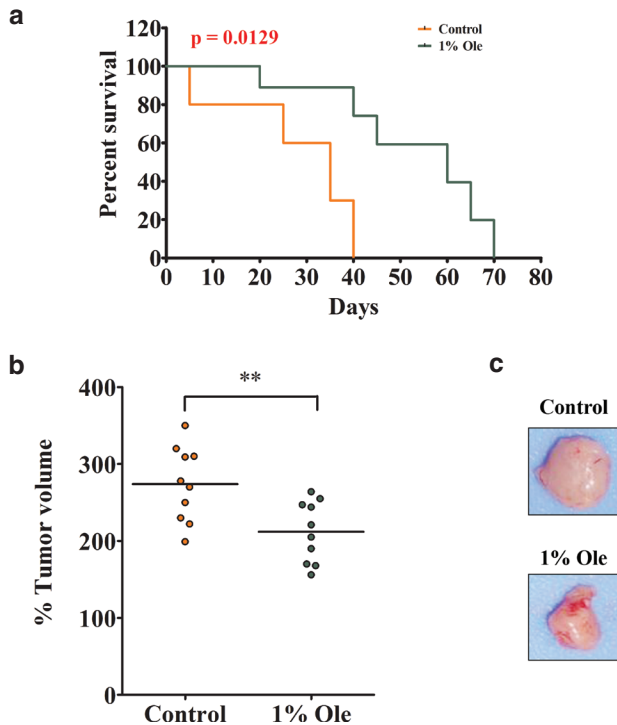 a
p = 0.0129
Control
1% Ole
Percent survival
120
100
80
60
40
20
0
0 10 20 30 40 50 60 70 80
Days
b
**
% Tumor volume
400
300
200
100
0
Control 1% Ole
c
Control
1% Ole